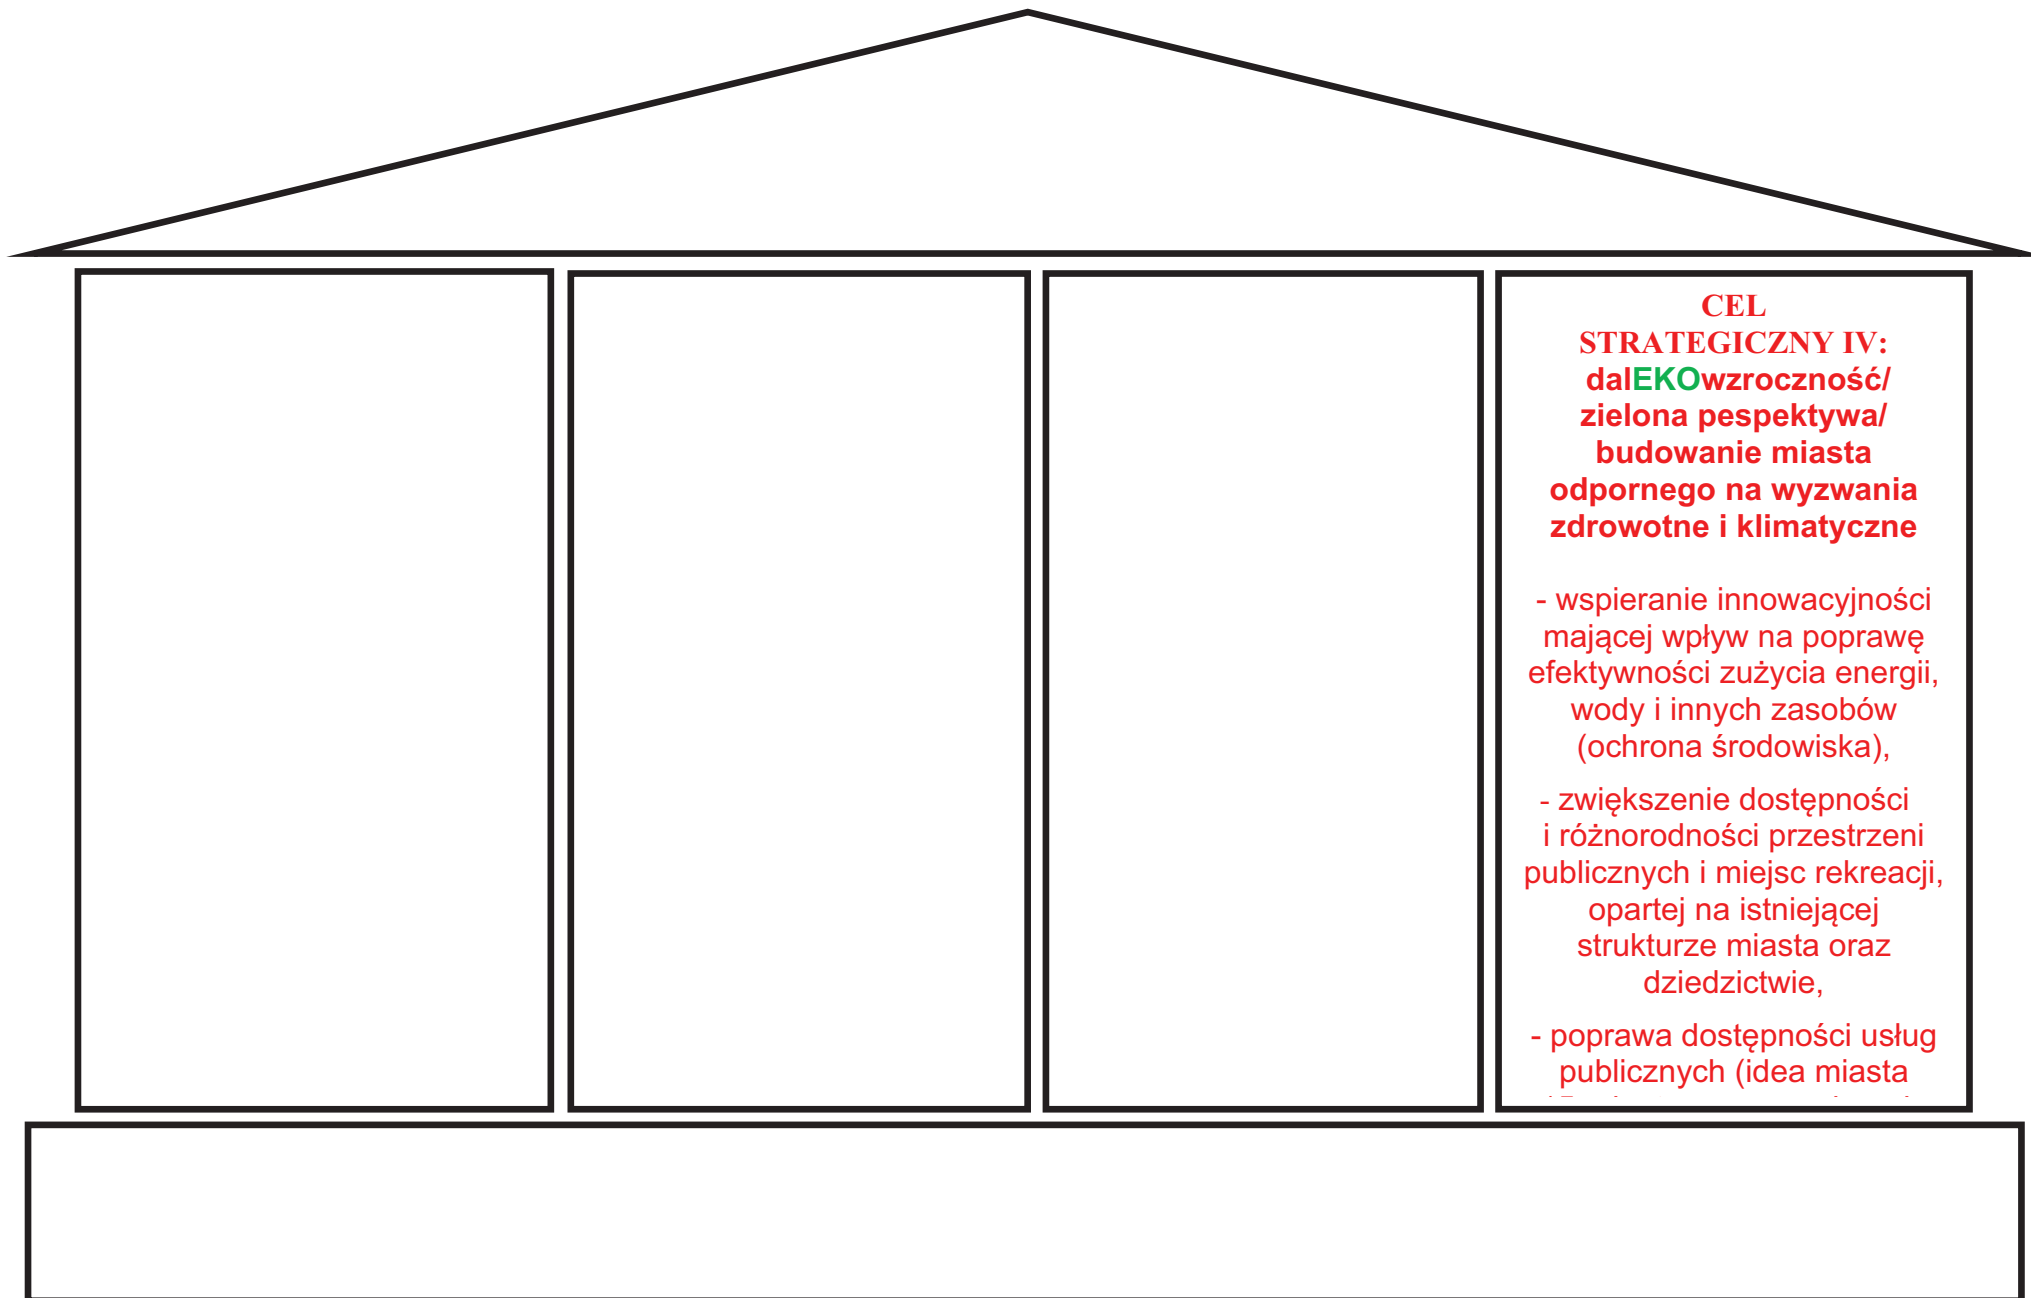 CEL
STRATEGICZNY IV:
dalEKOwzroczność/
zielona pespektywa/
budowanie miasta
odpornego na wyzwania
zdrowotne i klimatyczne
- wspieranie innowacyjności
mającej wpływ na poprawę
efektywności zużycia energii,
wody i innych zasobów
(ochrona środowiska),
- zwiększenie dostępności
i różnorodności przestrzeni
publicznych i miejsc rekreacji,
opartej na istniejącej
strukturze miasta oraz
dziedzictwie,
- poprawa dostępności usług
publicznych (idea miasta